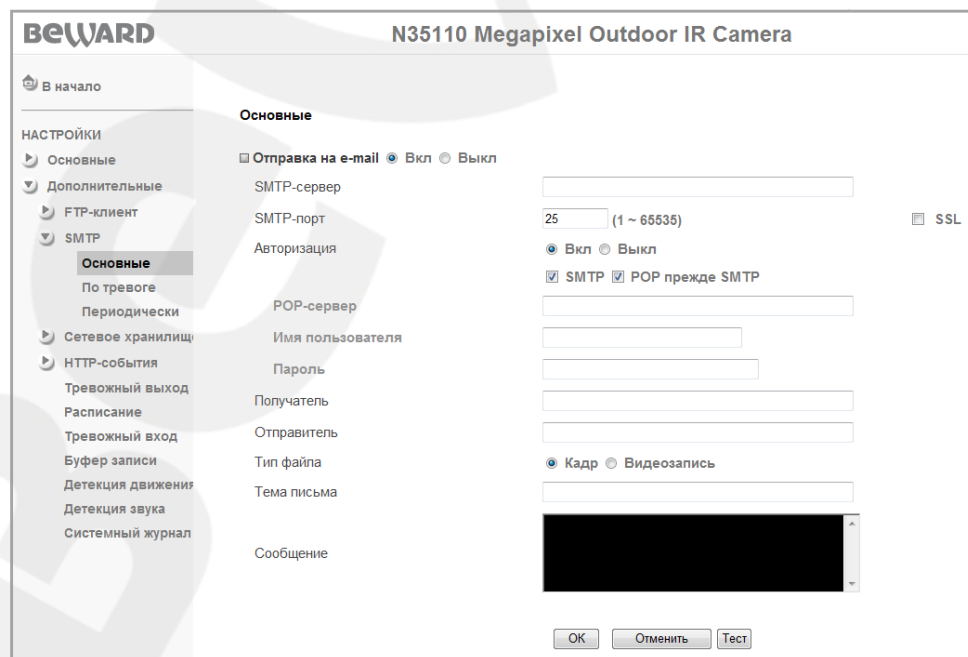 BEWARD
N35110 Megapixel Outdoor IR Camera
В начало
НАСТРОЙКИ
Основные
Дополнительные
FTP-клиент
SMTP
Основные
По тревоге
Периодически
Сетевое хранилищ
HTTP-события
Тревожный выход
Расписание
Тревожный вход
Буфер записи
Детекция движения
Детекция звука
Системный журнал
Основные
Отправка на e-mail Вкл Выкл
SMTP-сервер
SMTP-порт 25 (1 ~ 65535) SSL
Авторизация Вкл Выкл
SMTP POP прежде SMTP
POP-сервер
Имя пользователя
Пароль
Получатель
Отправитель
Тип файла Кадр Видеозапись
Тема письма
Сообщение
OK Отменить Тест